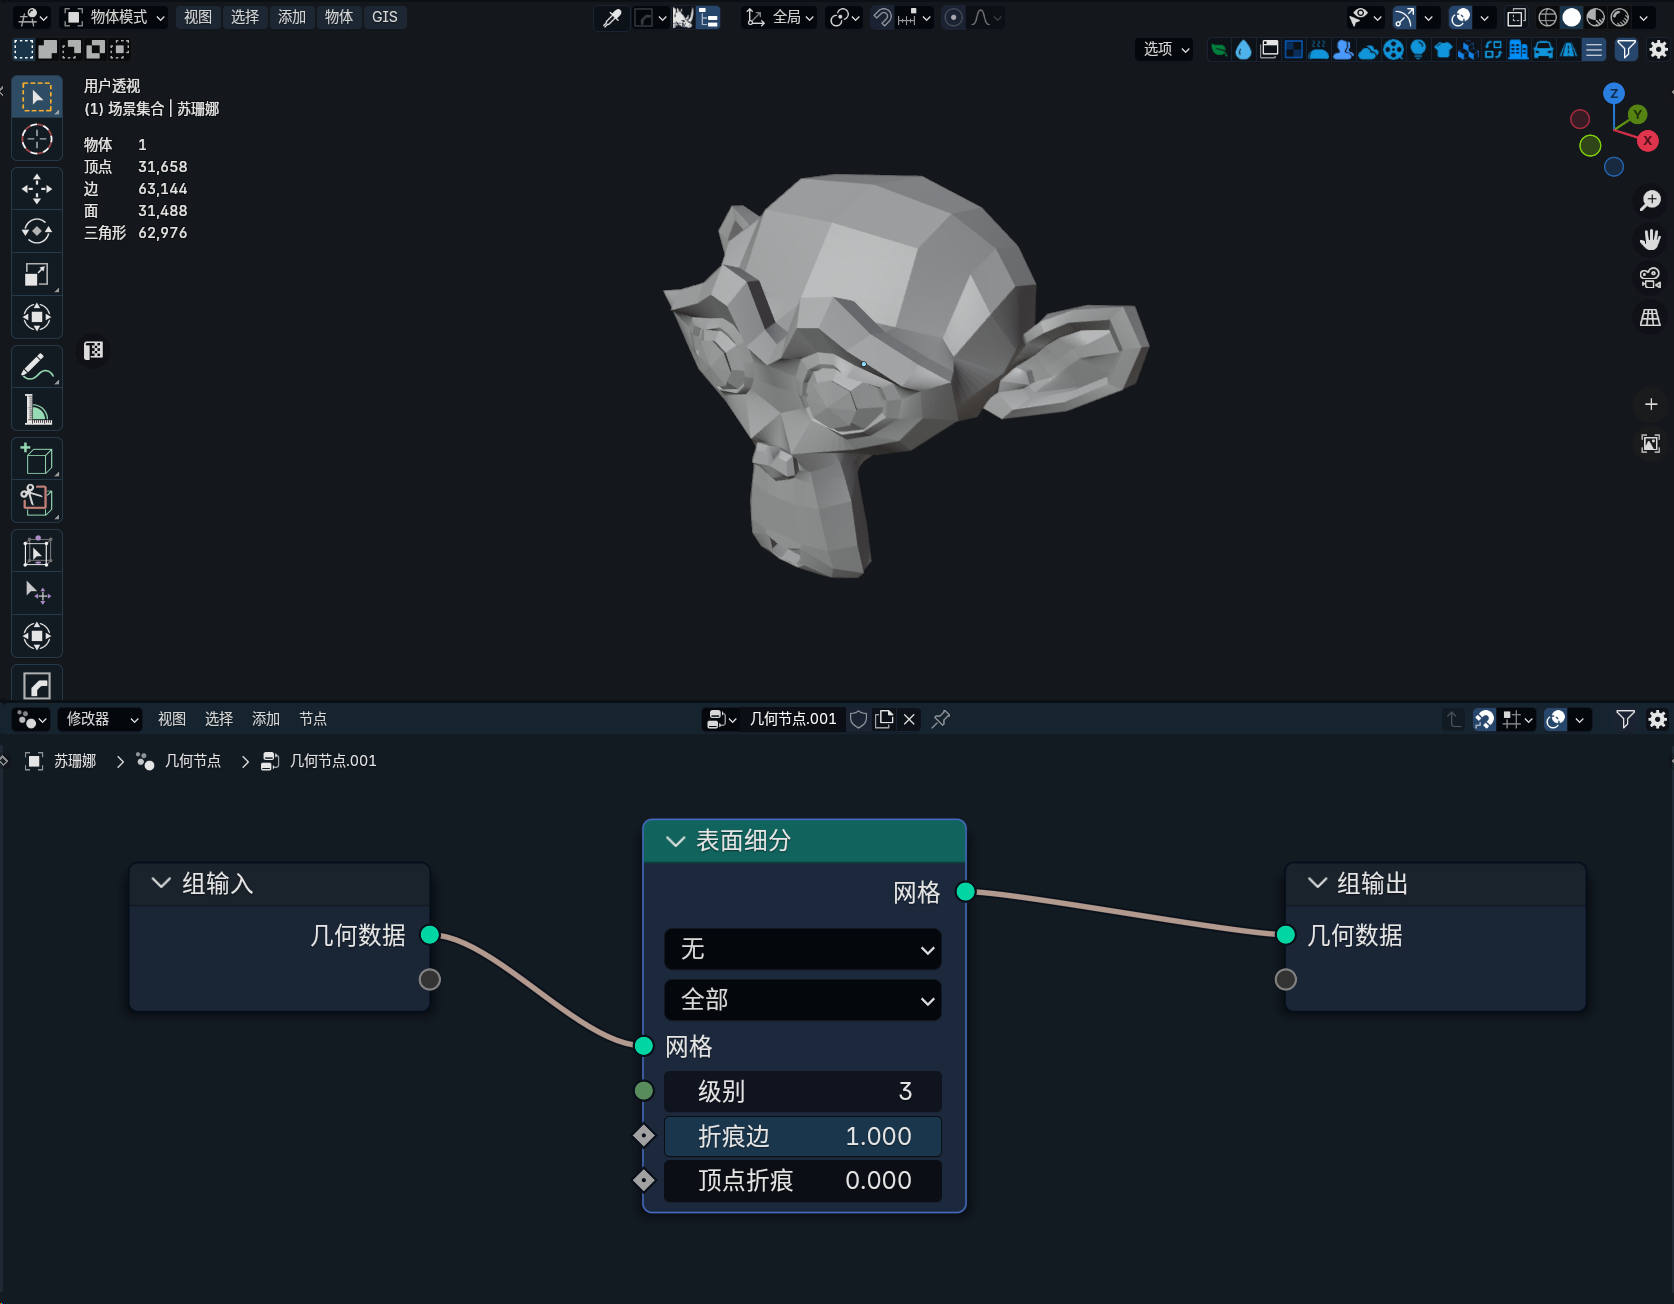 物体模式 视图 选择 添加 物体 GIS 全局
选项
用户透视
(1) 场景集合 | 苏珊娜
物体 1
顶点 31,658
边 63,144
面 31,488
三角形 62,976
Z
Y
X
修改器 视图 选择 添加 节点 几何节点.001
苏珊娜 几何节点 几何节点.001
组输入
几何数据
表面细分
网格
无
全部
网格
级别 3
折痕边 1.000
顶点折痕 0.000
组输出
几何数据